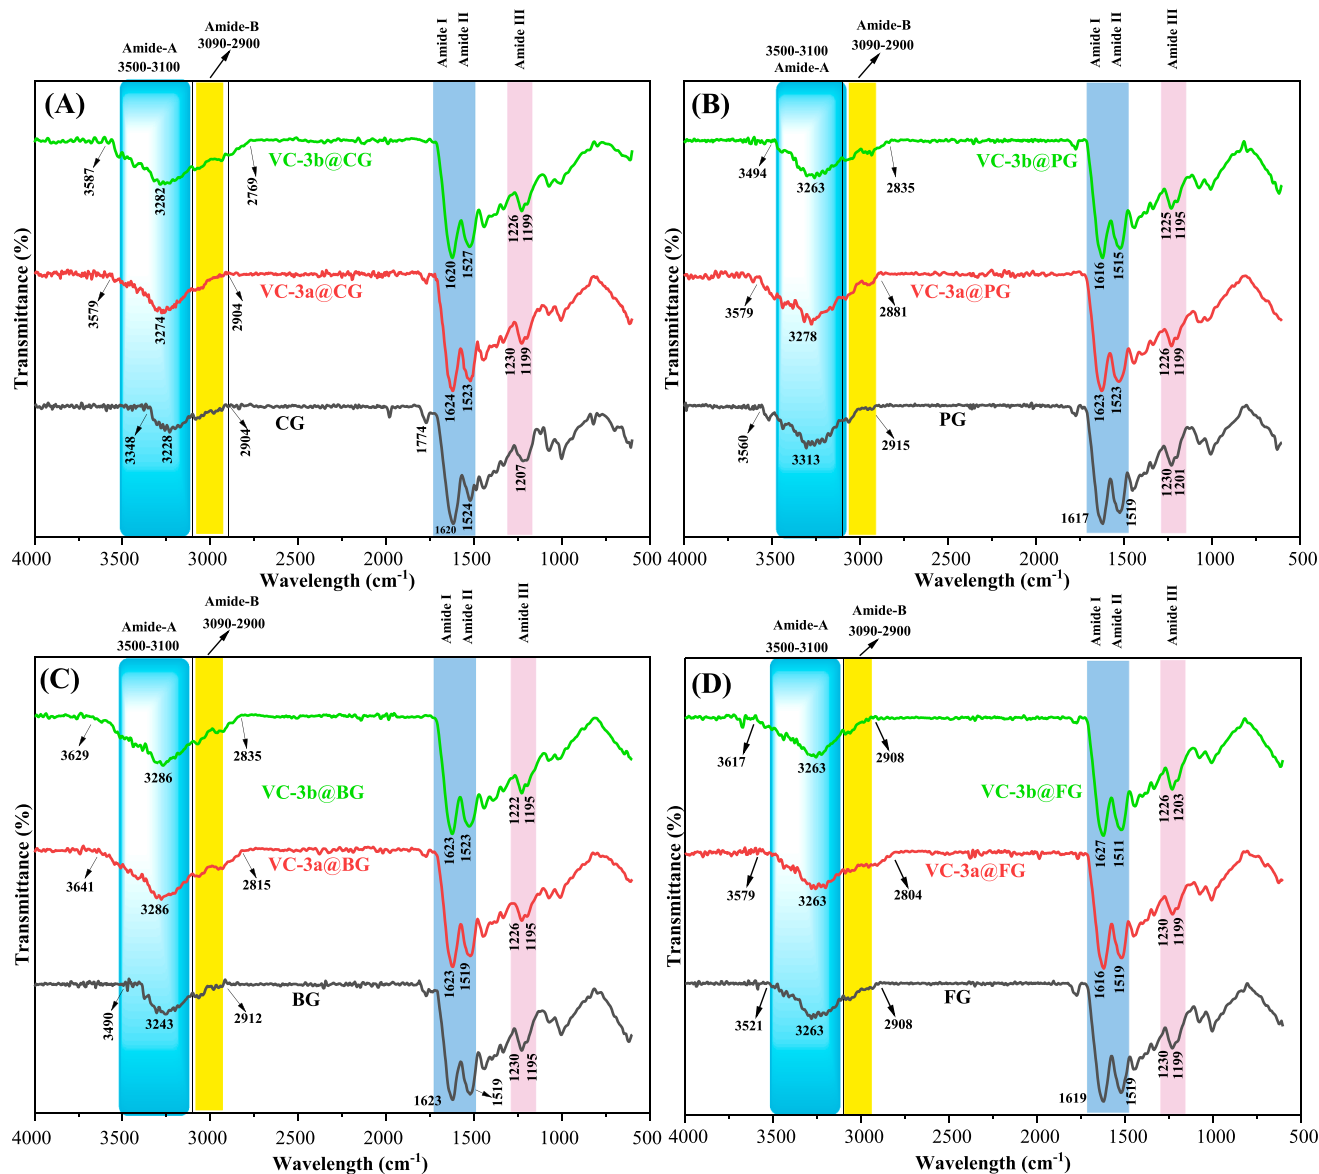 Amide-A
3500-3100
Amide-B
3090-2900
Amide I
Amide II
Amide III
(A)
VC-3b@CG
3587
3282
2769
1620
1527
1226
1199
VC-3a@CG
3579
3274
2904
1624
1523
1230
1199
CG
3348
3228
2904
1774
1620
1524
1207
Transmittance (%)
4000 3500 3000 2500 2000 1500 1000 500
Wavelength (cm-1)
3500-3100
Amide-A
Amide-B
3090-2900
Amide I
Amide II
Amide III
(B)
VC-3b@PG
3494
3263
2835
1616
1515
1225
1195
VC-3a@PG
3579
3278
2881
1623
1523
1226
1199
PG
3560
3313
2915
1617
1519
1230
1201
Transmittance (%)
4000 3500 3000 2500 2000 1500 1000 500
Wavelength (cm-1)
Amide-A
3500-3100
Amide-B
3090-2900
Amide I
Amide II
Amide III
(C)
VC-3b@BG
3629
3286
2835
1623
1523
1222
1195
VC-3a@BG
3641
3286
2815
1623
1519
1226
1195
BG
3490
3243
2912
1623
1519
1230
1195
Transmittance (%)
4000 3500 3000 2500 2000 1500 1000 500
Wavelength (cm-1)
Amide-A
3500-3100
Amide-B
3090-2900
Amide I
Amide II
Amide III
(D)
VC-3b@FG
3617
3263
2908
1627
1511
1226
1203
VC-3a@FG
3579
3263
2804
1616
1519
1230
1199
FG
3521
3263
2908
1619
1519
1230
1199
Transmittance (%)
4000 3500 3000 2500 2000 1500 1000 500
Wavelength (cm-1)